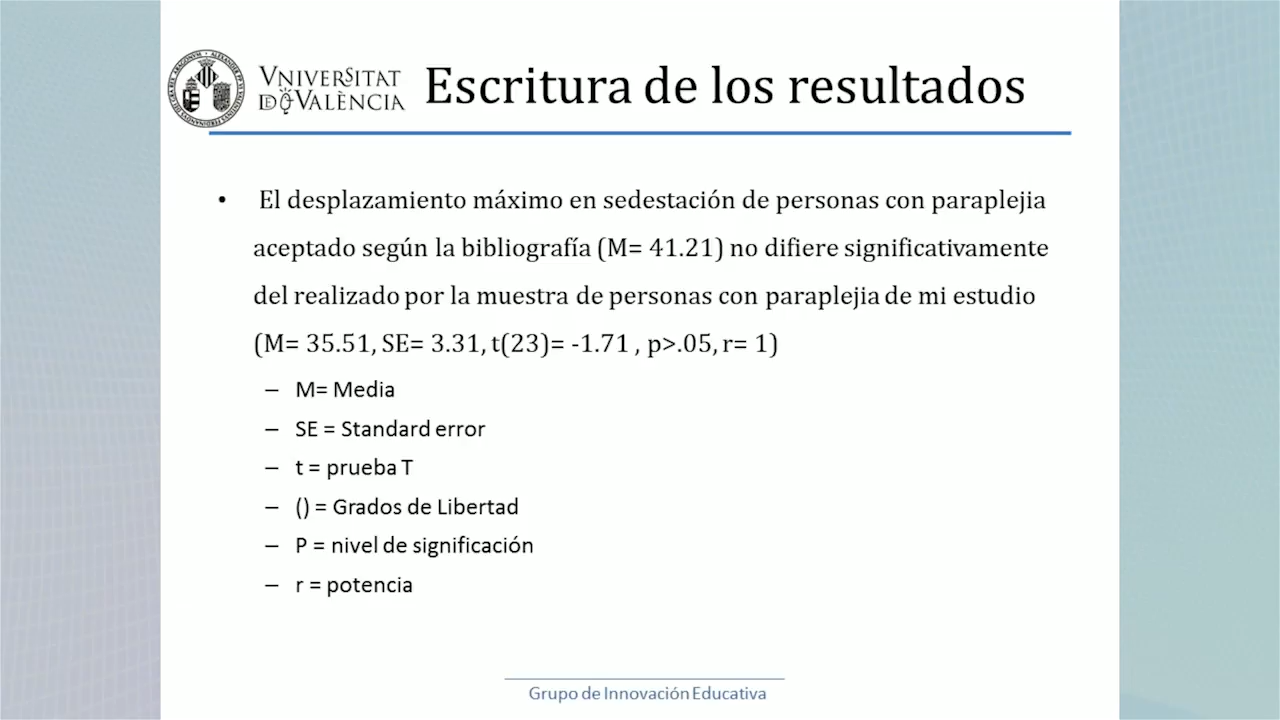 VNIVERSITAT
DE VALÈNCIA
Escritura de los resultados
• El desplazamiento máximo en sedestación de personas con paraplejia
aceptado según la bibliografía (M= 41.21) no difiere significativamente
del realizado por la muestra de personas con paraplejia de mi estudio
(M= 35.51, SE= 3.31, t(23)= -1.71 , p>.05, r= 1)
– M= Media
– SE = Standard error
– t = prueba T
– () = Grados de Libertad
– P = nivel de significación
– r = potencia
Grupo de Innovación Educativa